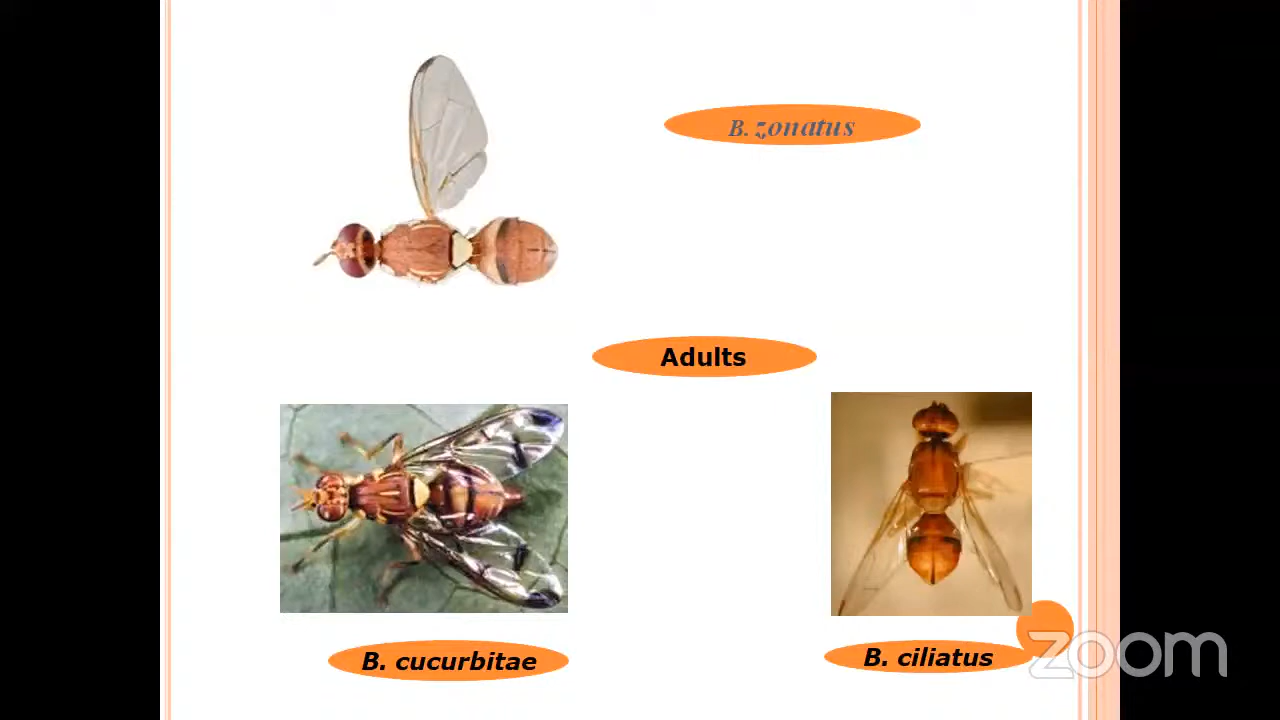 B. zonatus
Adults
B. cucurbitae
B. ciliatus
zoom